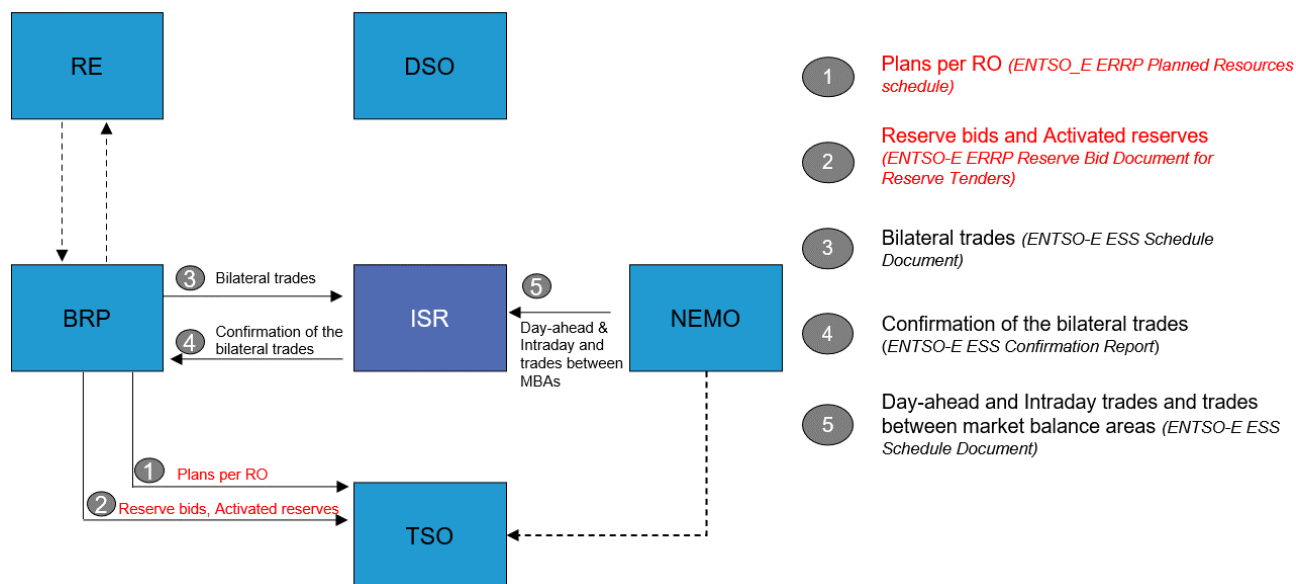 RE
DSO
BRP
ISR
NEMO
TSO
3
Bilateral trades
4
Confirmation of the
bilateral trades
5
Day-ahead &
Intraday and
trades between
MBAs
1
Plans per RO
2
Reserve bids, Activated reserves
1
Plans per RO (ENTSO_E ERRP Planned Resources
schedule)
2
Reserve bids and Activated reserves
(ENTSO-E ERRP Reserve Bid Document for
Reserve Tenders)
3
Bilateral trades (ENTSO-E ESS Schedule
Document)
4
Confirmation of the bilateral trades
(ENTSO-E ESS Confirmation Report)
5
Day-ahead and Intraday trades and trades
between market balance areas (ENTSO-E ESS
Schedule Document)